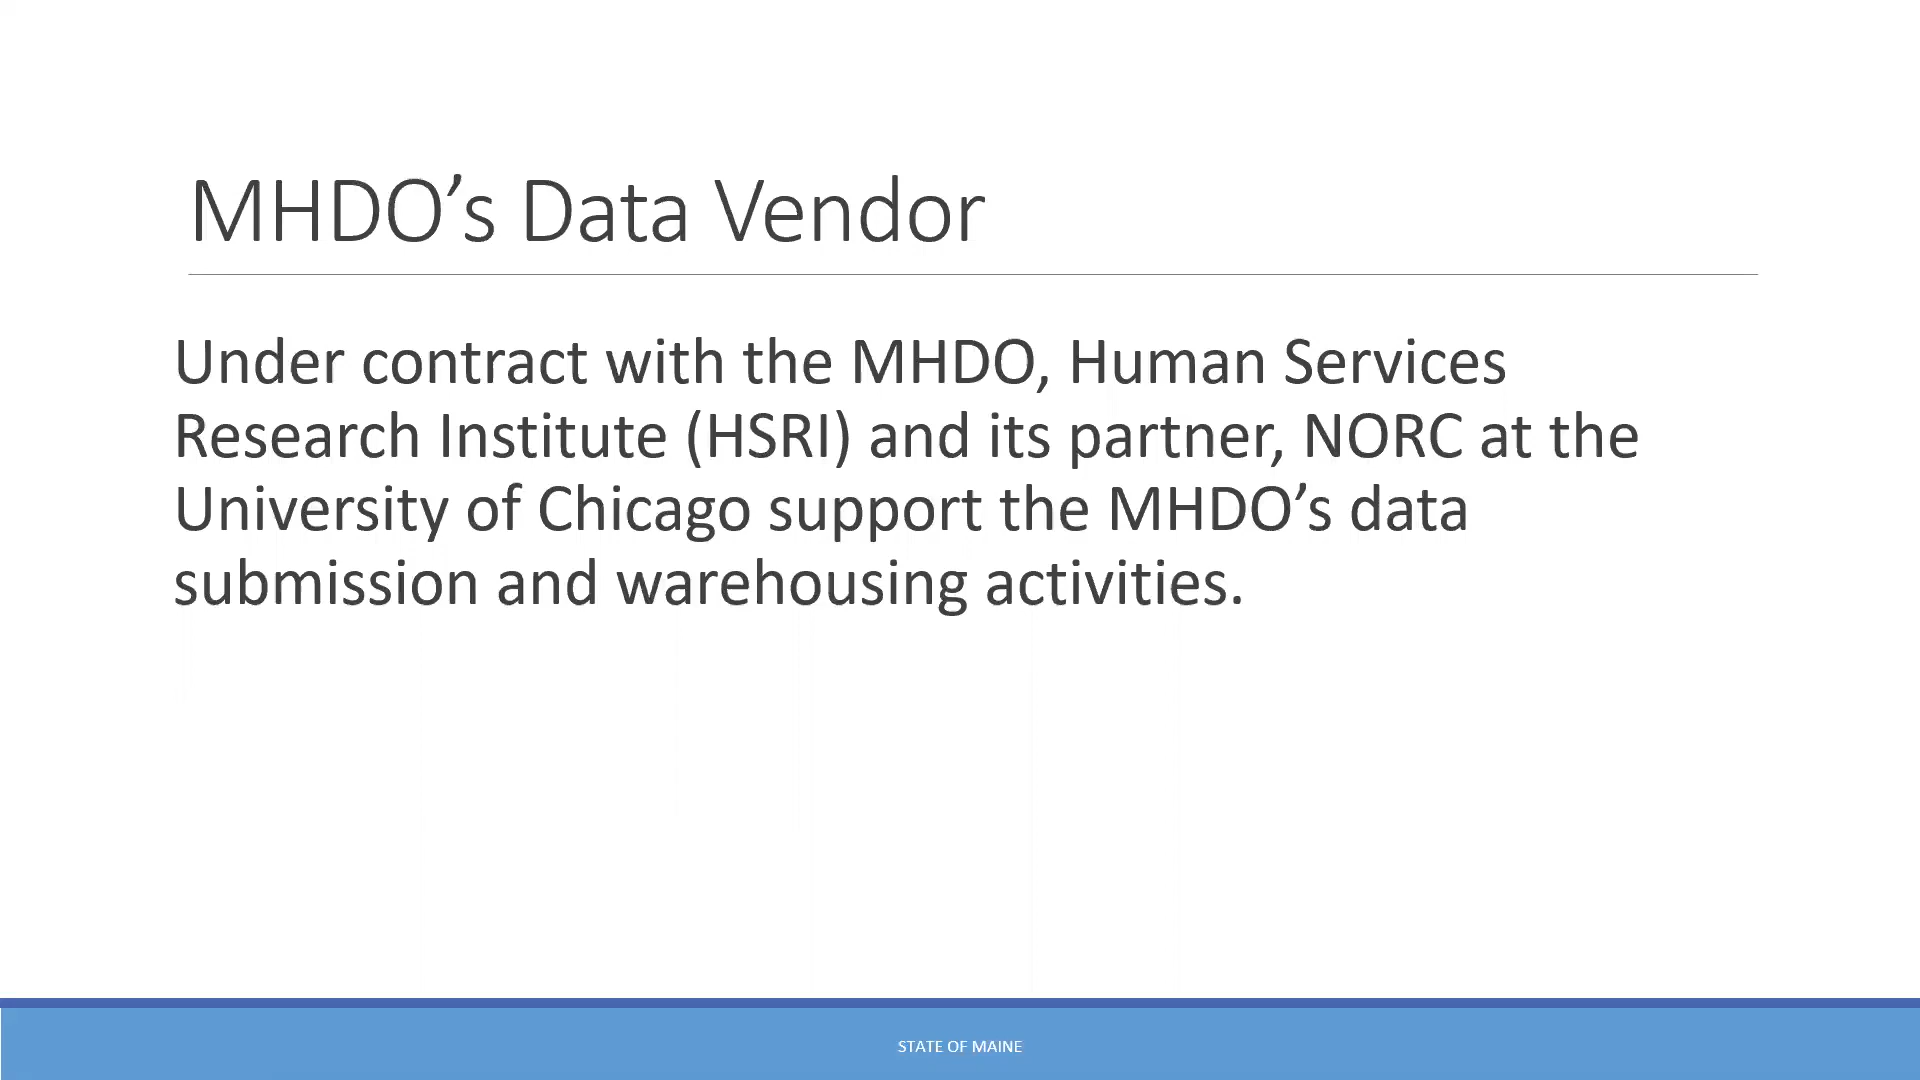 MHDO’s Data Vendor
Under contract with the MHDO, Human Services
Research Institute (HSRI) and its partner, NORC at the
University of Chicago support the MHDO’s data
submission and warehousing activities.
STATE OF MAINE